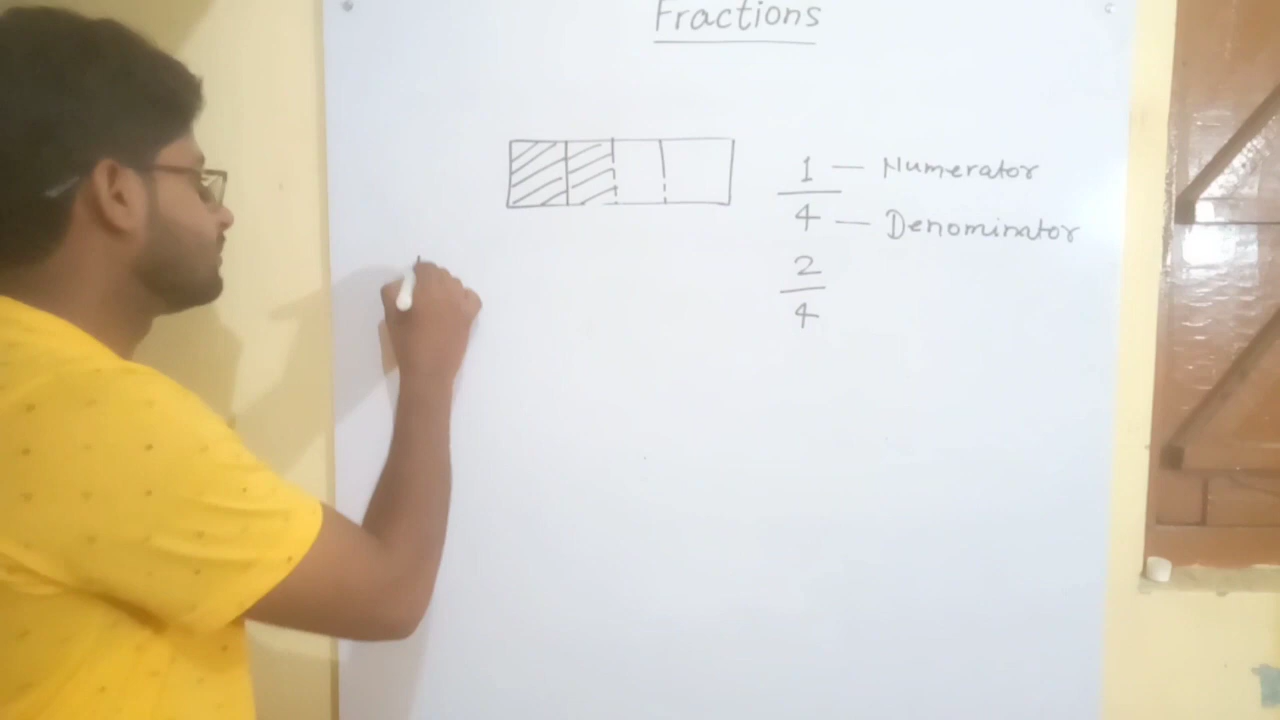 Fractions
1 — Numerator
4 — Denominator
2
4